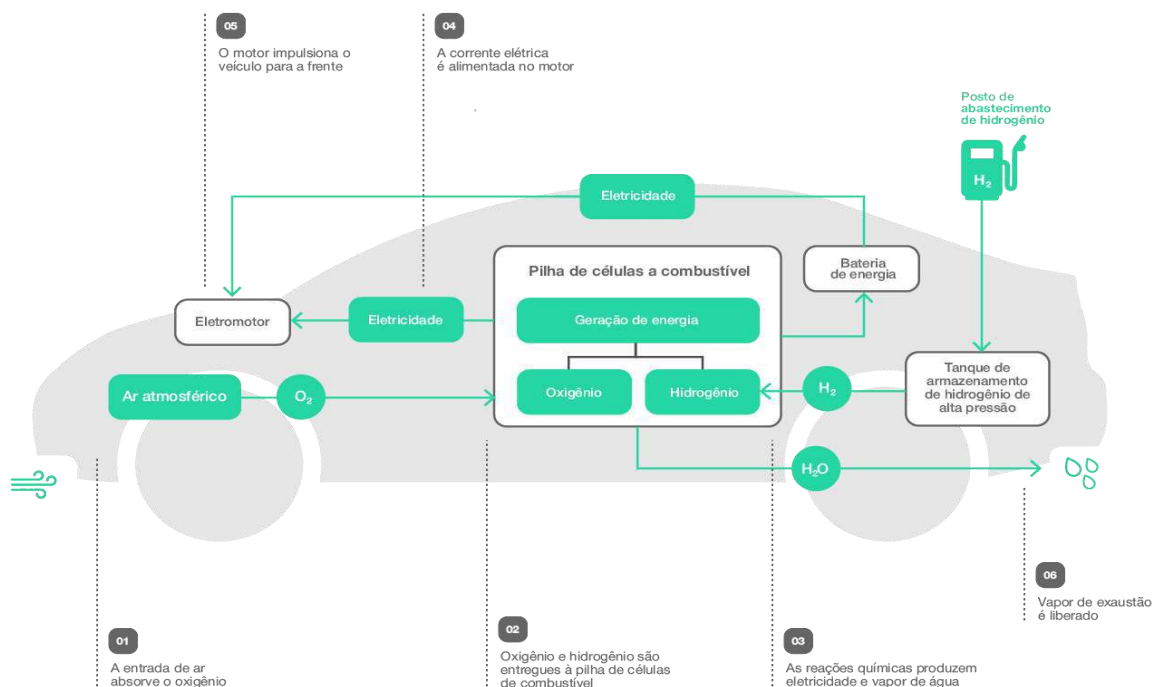 05
O motor impulsiona o
veículo para a frente
04
A corrente elétrica
é alimentada no motor
Posto de
abastecimento
de hidrogênio
H₂
Eletricidade
Pilha de células a combustível
Bateria
de energia
Eletromotor
Eletricidade
Geração de energia
Ar atmosférico
O₂
Oxigênio
Hidrogênio
H₂
Tanque de
armazenamento
de hidrogênio de
alta pressão
H₂O
01
A entrada de ar
absorve o oxigênio
02
Oxigênio e hidrogênio são
entregues à pilha de células
de combustível
03
As reações químicas produzem
eletricidade e vapor de água
06
Vapor de exaustão
é liberado